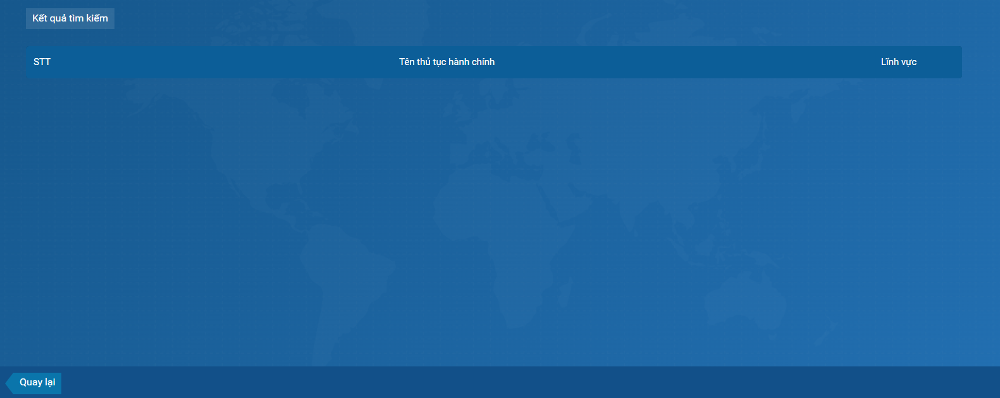 Kết quả tìm kiếm
STT Tên thủ tục hành chính Lĩnh vực
Quay lại